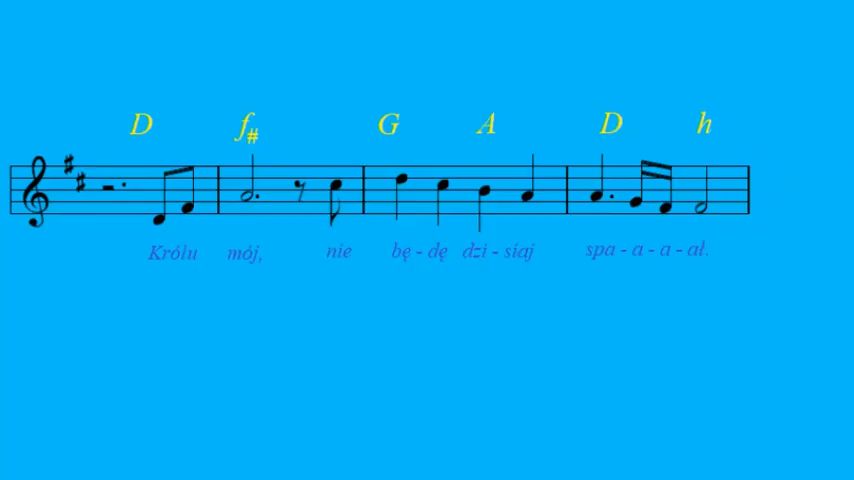 D f# G A D h
Królu mój, nie bę - dę dzi - siaj spa - a - a - ał.